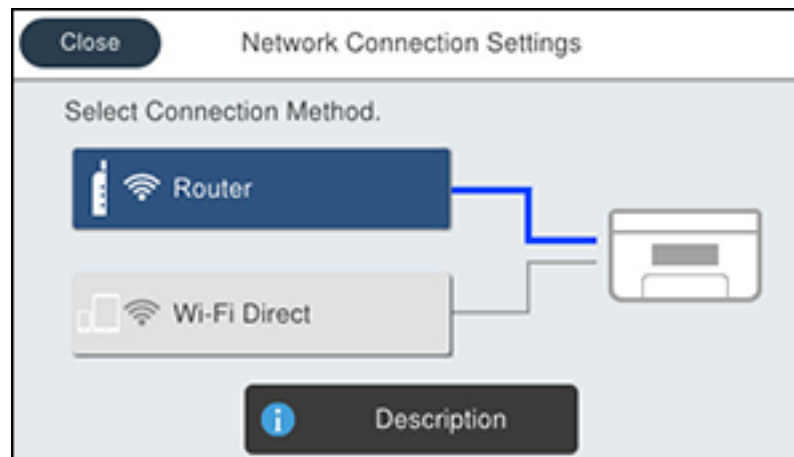 Close
Network Connection Settings
Select Connection Method.
Router
Wi-Fi Direct
Description